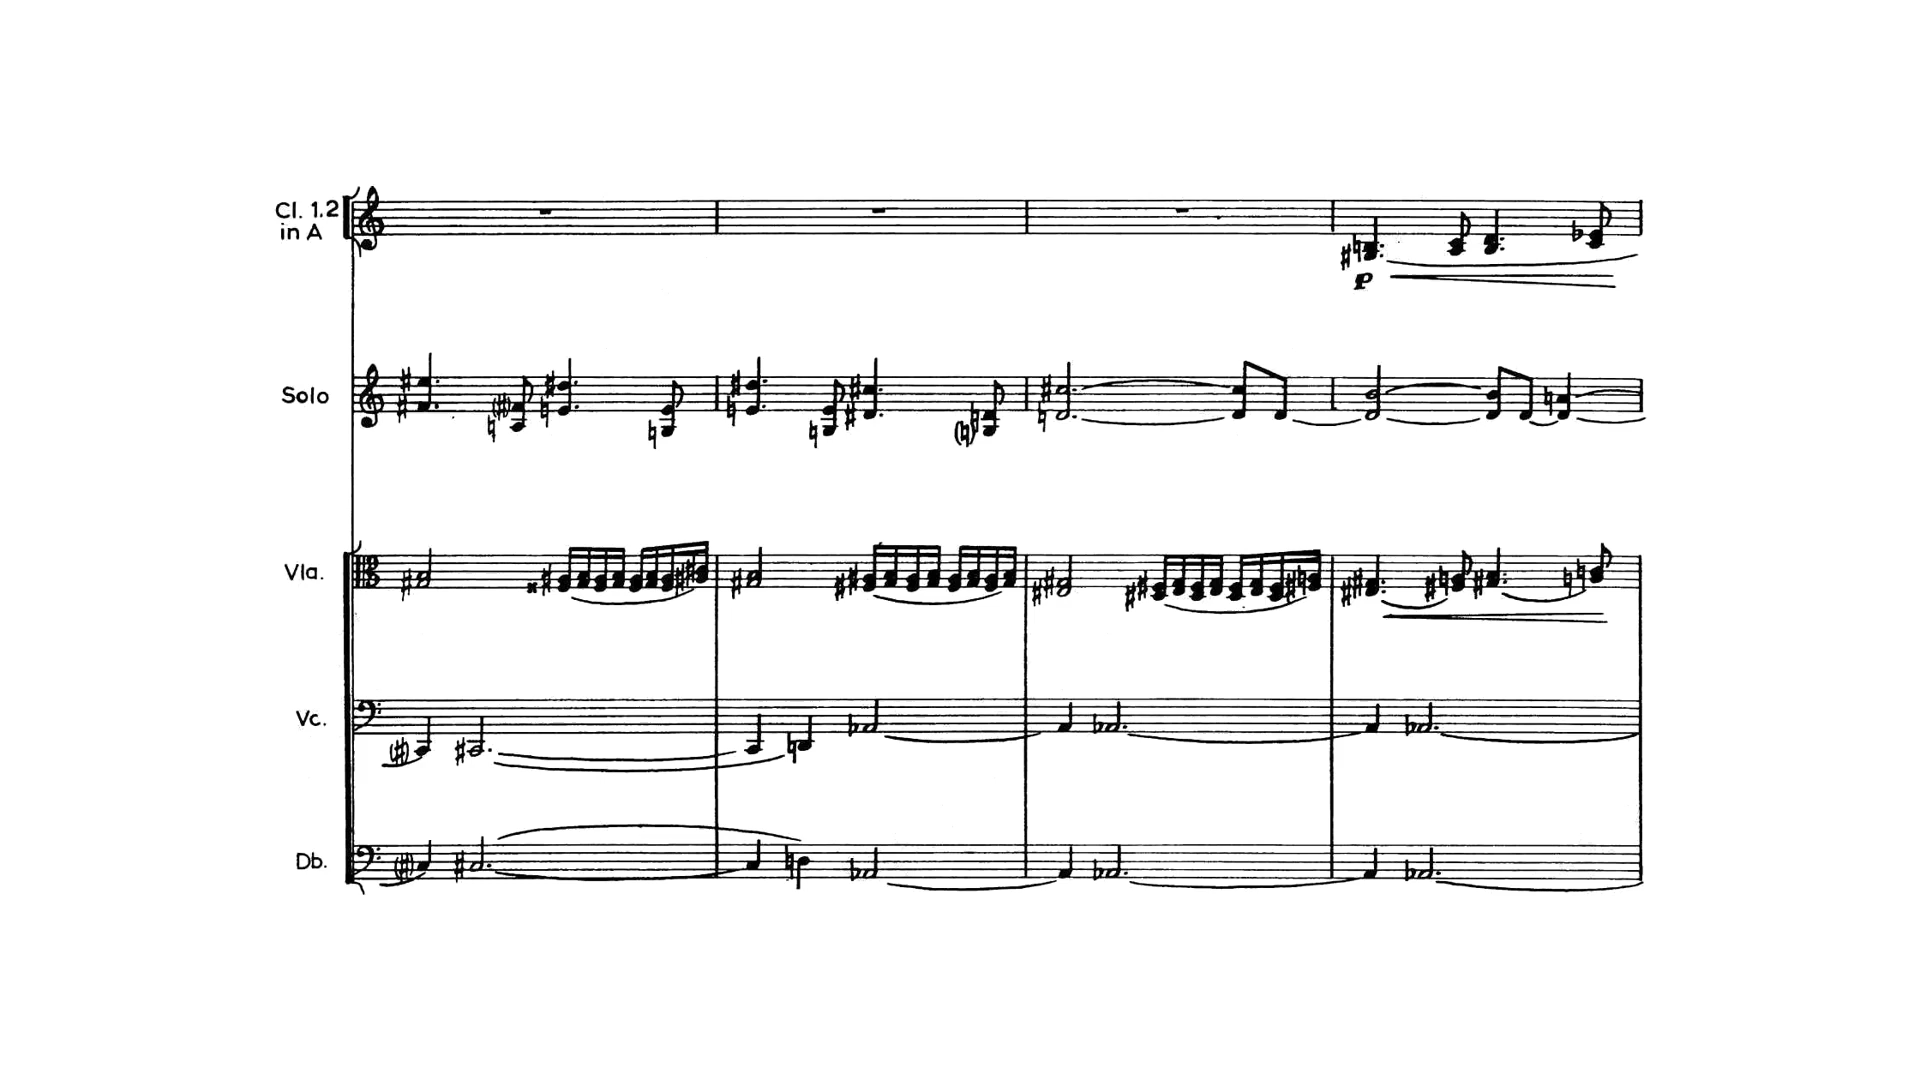 Cl. 1.2
in A
p
Solo
Vla.
Vc.
Db.